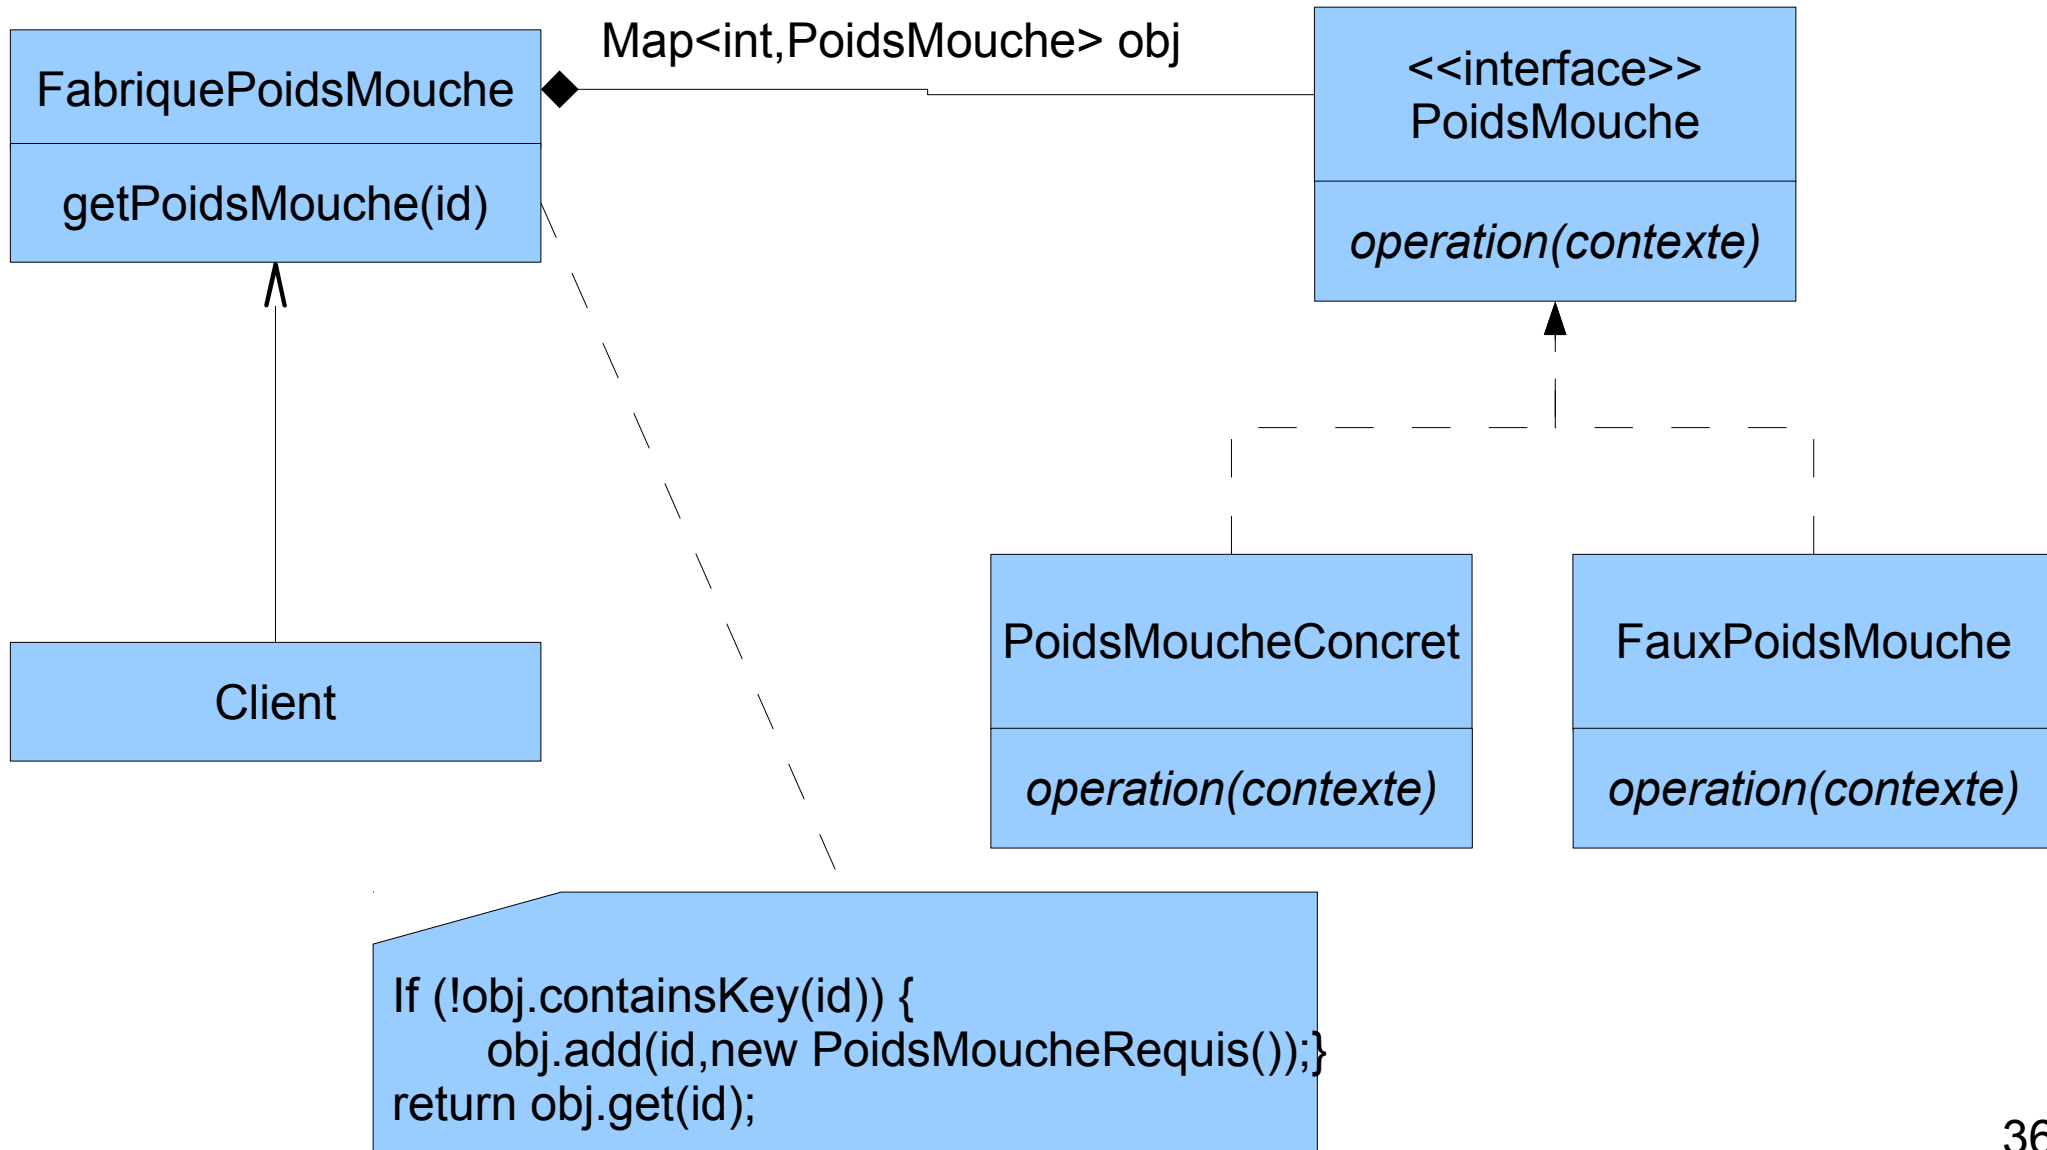 FabriquePoidsMouche
getPoidsMouche(id)
Map<int,PoidsMouche> obj
<<interface>>
PoidsMouche
operation(contexte)
Client
PoidsMoucheConcret
operation(contexte)
FauxPoidsMouche
operation(contexte)
If (!obj.containsKey(id)) {
obj.add(id,new PoidsMoucheRequis());}
return obj.get(id);
36